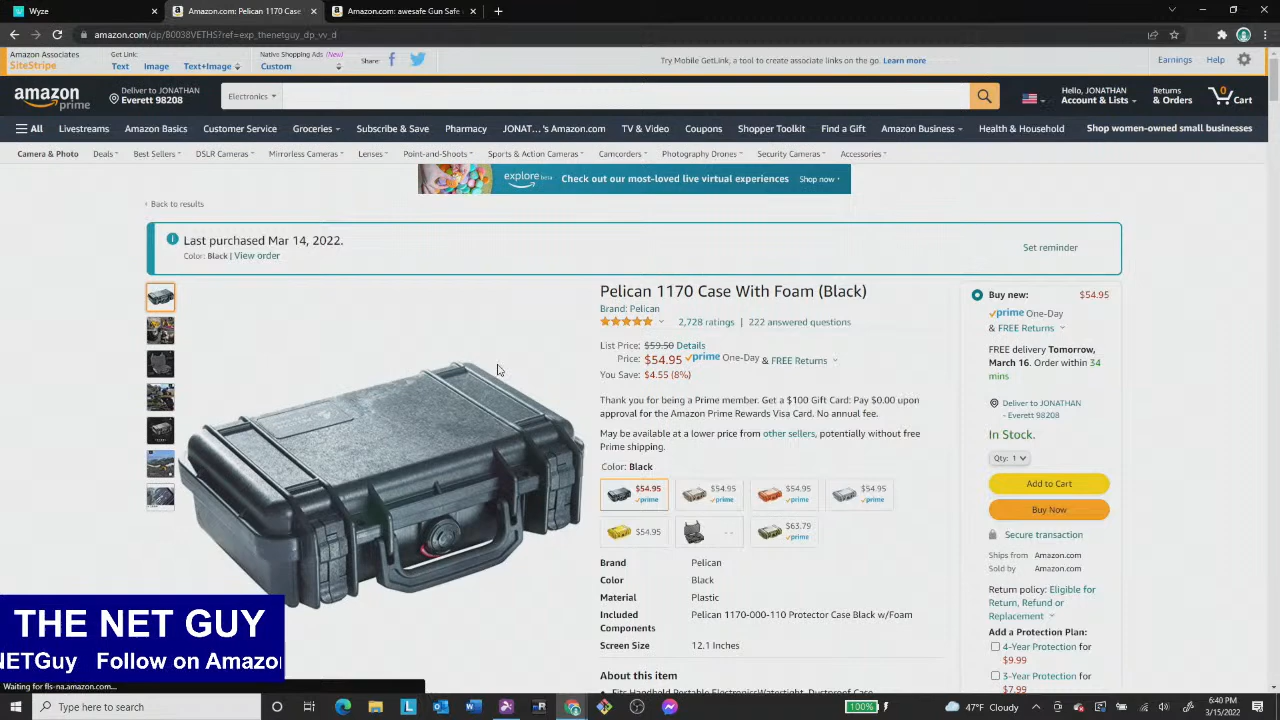 Wyze
Amazon.com: Pelican 1170 Case
Amazon.com: awesafe Gun Safe
amazon.com/dp/80038VETHS?ref=exp_thenetguy_dp_vv_d
Amazon Associates
SiteStripe
Get Link:
Text Image Text+Image
Native Shopping Ads (New)
Custom
Share:
Try Mobile GetLink, a tool to create associate links on the go. Learn more
Earnings Help
amazon
prime
Deliver to JONATHAN
Everett 98208
Electronics
Hello, JONATHAN
Account & Lists
Returns
& Orders
0
Cart
All Livestreams Amazon Basics Customer Service Groceries Subscribe & Save Pharmacy JONAT...'s Amazon.com TV & Video Coupons Shopper Toolkit Find a Gift Amazon Business Health & Household Shop women-owned small businesses
Camera & Photo Deals Best Sellers DSLR Cameras Mirrorless Cameras Lenses Point-and-Shoots Sports & Action Cameras Camcorders Photography Drones Security Cameras Accessories
explore beta
amazon Check out our most-loved live virtual experiences Shop now
‹ Back to results
Last purchased Mar 14, 2022.
Color: Black | View order
Set reminder
Pelican 1170 Case With Foam (Black)
Brand: Pelican
2,728 ratings | 222 answered questions
List Price: $59.50 Details
Price: $54.95 prime One-Day & FREE Returns
You Save: $4.55 (8%)
Thank you for being a Prime member. Get a $100 Gift Card: Pay $0.00 upon
approval for the Amazon Prime Rewards Visa Card. No annual fee.
May be available at a lower price from other sellers, potentially without free
Prime shipping.
Color: Black
$54.95 prime
$54.95 prime
$54.95 prime
$54.95 prime
$54.95
- -
$63.79 prime
Brand Pelican
Color Black
Material Plastic
Included Pelican 1170-000-110 Protector Case Black w/Foam
Components
Screen Size 12.1 Inches
About this item
• Fits Handheld Portable ElectronicsWatertight, Dustproof Case
Buy new: $54.95
prime One-Day
& FREE Returns
FREE delivery Tomorrow,
March 16. Order within 34
mins
Deliver to JONATHAN
- Everett 98208
In Stock.
Qty: 1
Add to Cart
Buy Now
Secure transaction
Ships from Amazon.com
Sold by Amazon.com
Return policy: Eligible for
Return, Refund or
Replacement
Add a Protection Plan:
4-Year Protection for
$9.99
3-Year Protection for
$7.99
THE NET GUY
NETGuy Follow on Amazo
Waiting for fls-na.amazon.com...
Type here to search
100%
47°F Cloudy
6:40 PM
3/15/2022